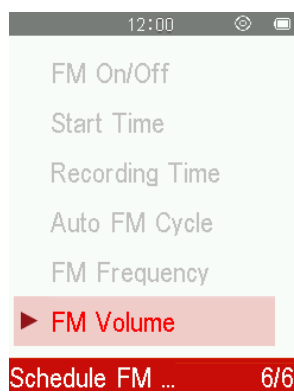 12:00
FM On/Off
Start Time
Recording Time
Auto FM Cycle
FM Frequency
FM Volume
Schedule FM ... 6/6